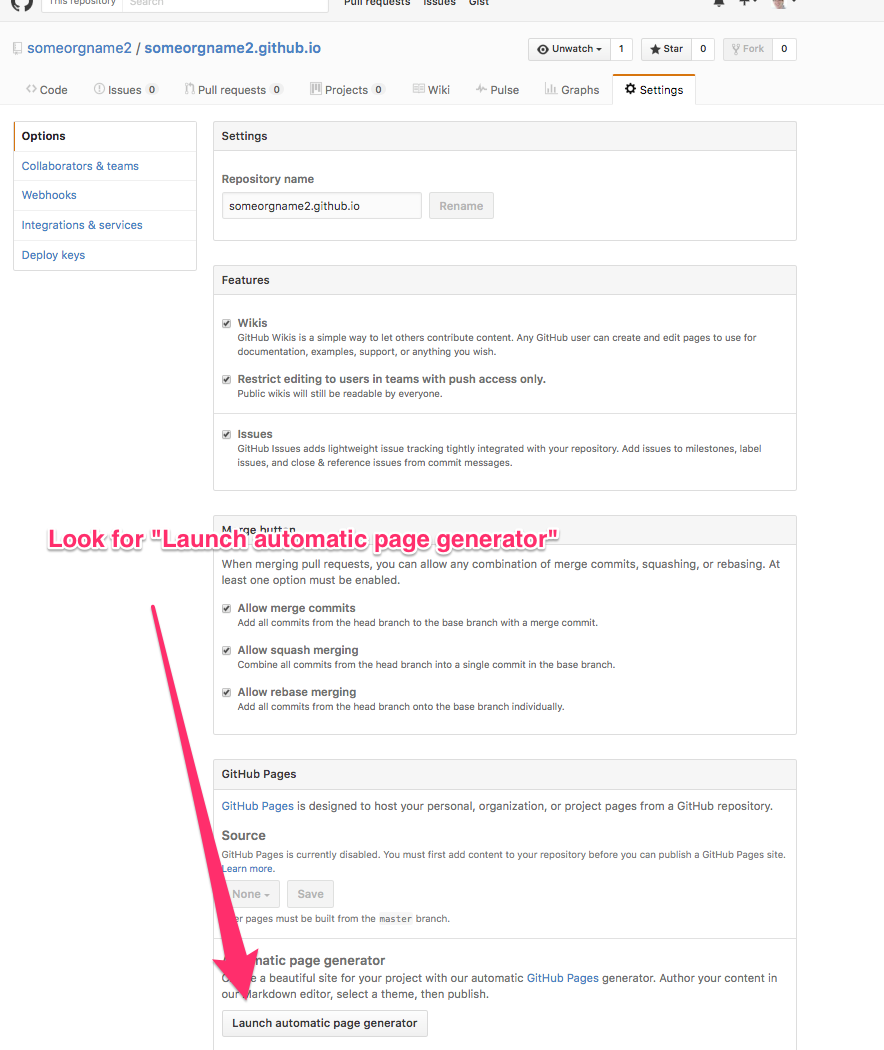 This repository Search
Pull requests Issues Gist
someorgname2 / someorgname2.github.io
Unwatch 1 Star 0 Fork 0
Code Issues 0 Pull requests 0 Projects 0 Wiki Pulse Graphs Settings
Options
Collaborators & teams
Webhooks
Integrations & services
Deploy keys
Settings
Repository name
someorgname2.github.io Rename
Features
Wikis
GitHub Wikis is a simple way to let others contribute content. Any GitHub user can create and edit pages to use for
documentation, examples, support, or anything you wish.
Restrict editing to users in teams with push access only.
Public wikis will still be readable by everyone.
Issues
GitHub Issues adds lightweight issue tracking tightly integrated with your repository. Add issues to milestones, label
issues, and close & reference issues from commit messages.
Merge button
Look for "Launch automatic page generator"
When merging pull requests, you can allow any combination of merge commits, squashing, or rebasing. At
least one option must be enabled.
Allow merge commits
Add all commits from the head branch to the base branch with a merge commit.
Allow squash merging
Combine all commits from the head branch into a single commit in the base branch.
Allow rebase merging
Add all commits from the head branch onto the base branch individually.
GitHub Pages
GitHub Pages is designed to host your personal, organization, or project pages from a GitHub repository.
Source
GitHub Pages is currently disabled. You must first add content to your repository before you can publish a GitHub Pages site.
Learn more.
None Save
pages must be built from the master branch.
page generator
a beautiful site for your project with our automatic GitHub Pages generator. Author your content in
our Markdown editor, select a theme, then publish.
Launch automatic page generator